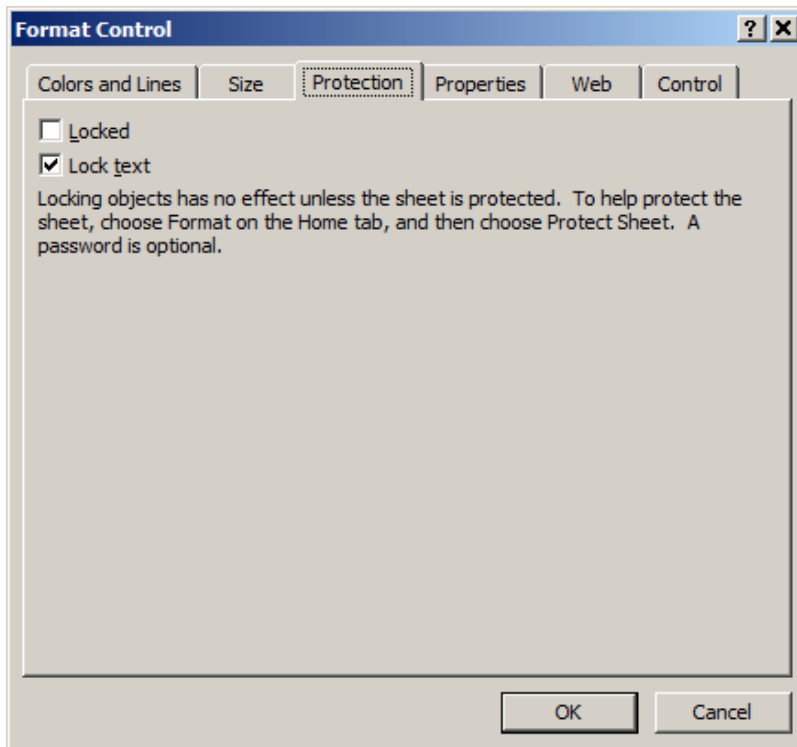 Format Control
Colors and Lines Size Protection Properties Web Control
Locked
Lock text
Locking objects has no effect unless the sheet is protected. To help protect the
sheet, choose Format on the Home tab, and then choose Protect Sheet. A
password is optional.
OK Cancel